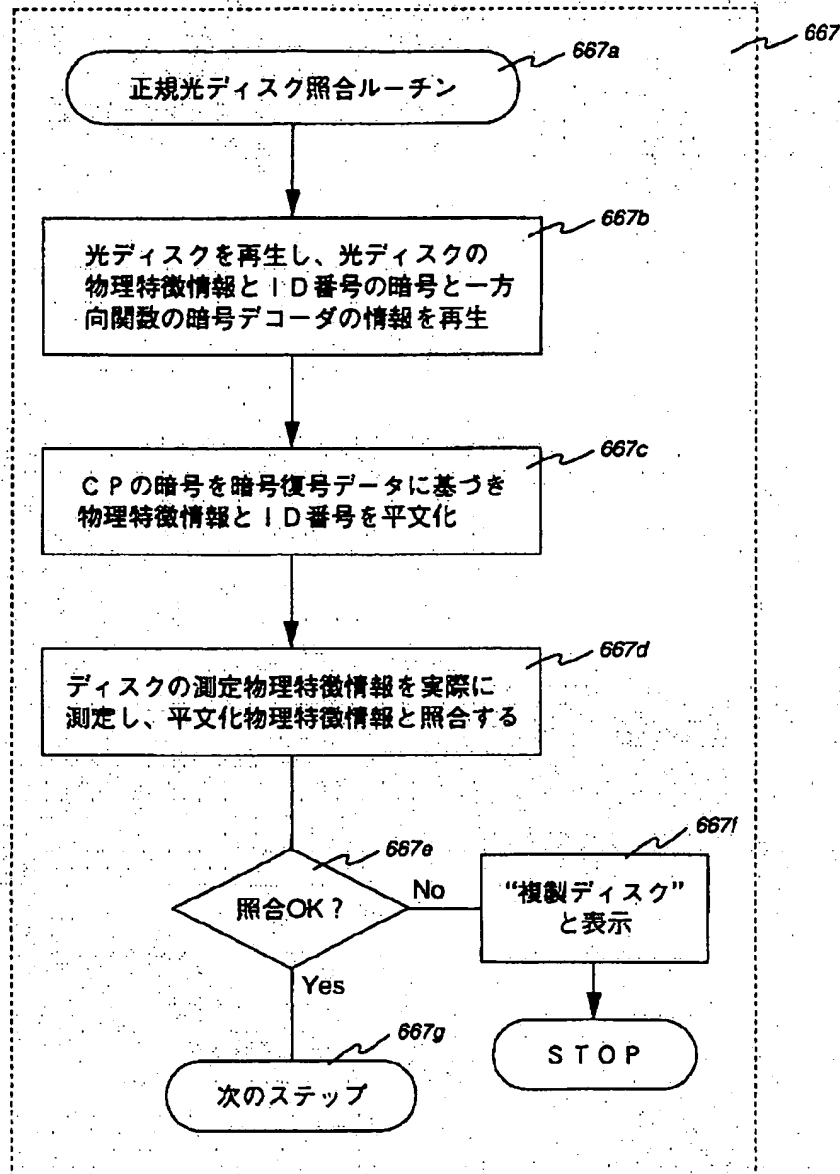 667
667a
正規光ディスク照合ルーチン
667b
光ディスクを再生し、光ディスクの
物理特徴情報とID番号の暗号と一方
向関数の暗号デコーダの情報を再生
667c
CPの暗号を暗号復号データに基づき
物理特徴情報とID番号を平文化
667d
ディスクの測定物理特徴情報を実際に
測定し、平文化物理特徴情報と照合する
667e
照合OK?
No
667f
“複製ディスク”
と表示
Yes
667g
次のステップ
STOP